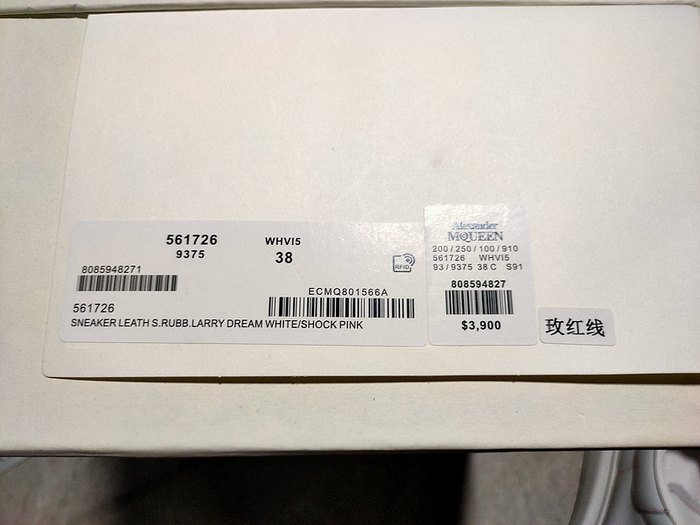 561726
9375
WHVI5
38
8085948271
RFID
ECMQ801566A
561726
SNEAKER LEATH S.RUBB.LARRY DREAM WHITE/SHOCK PINK
Alexander
McQUEEN
200 / 250 / 100 / 910
561726 WHVI5
93 / 9375 38 C S91
808594827
$3,900
玫红线